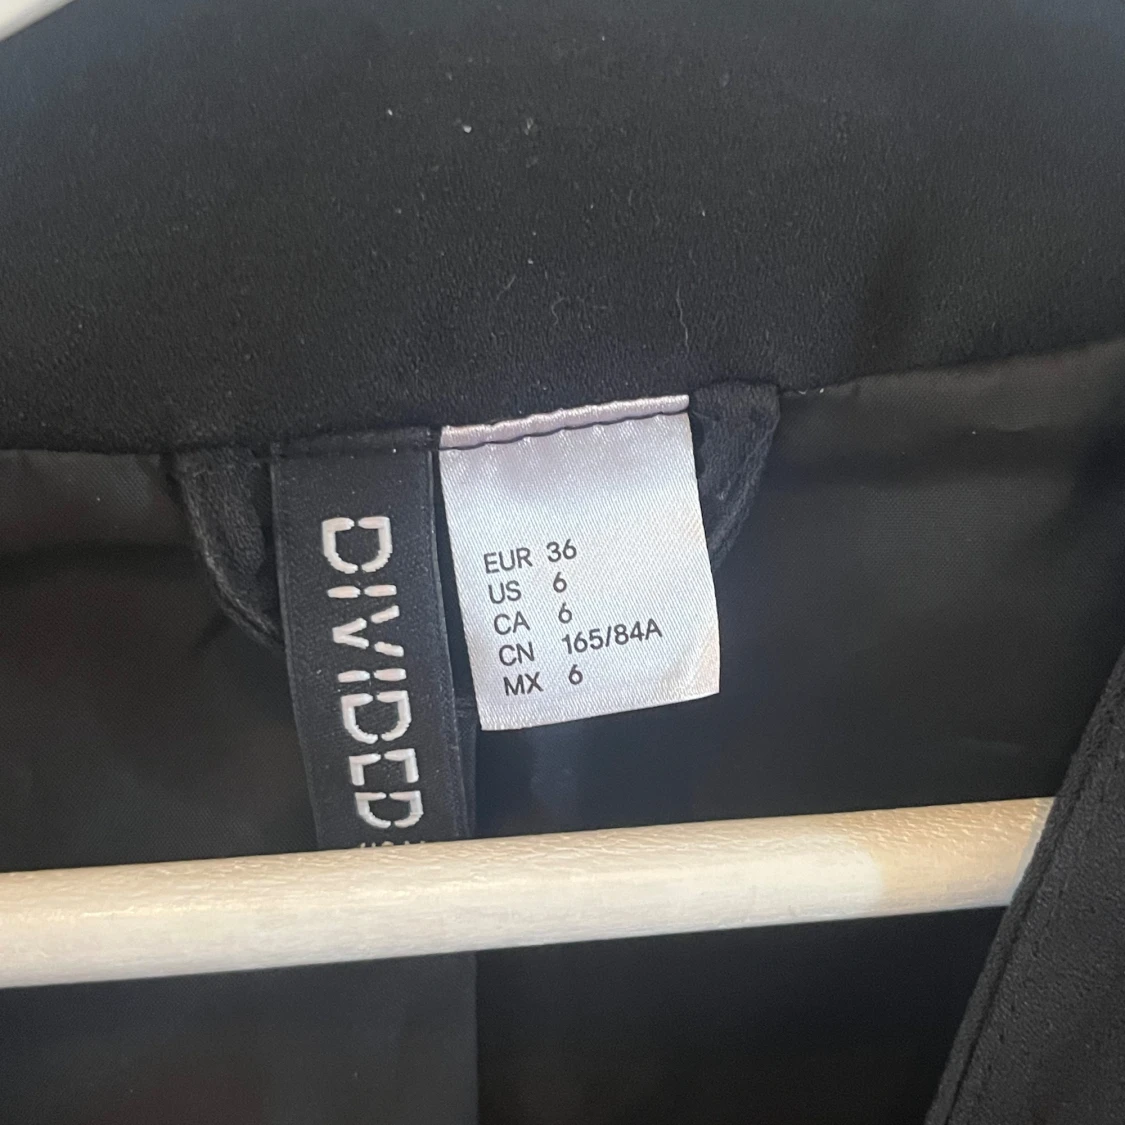 DIVIDED
EUR 36
US 6
CA 6
CN 165/84A
MX 6